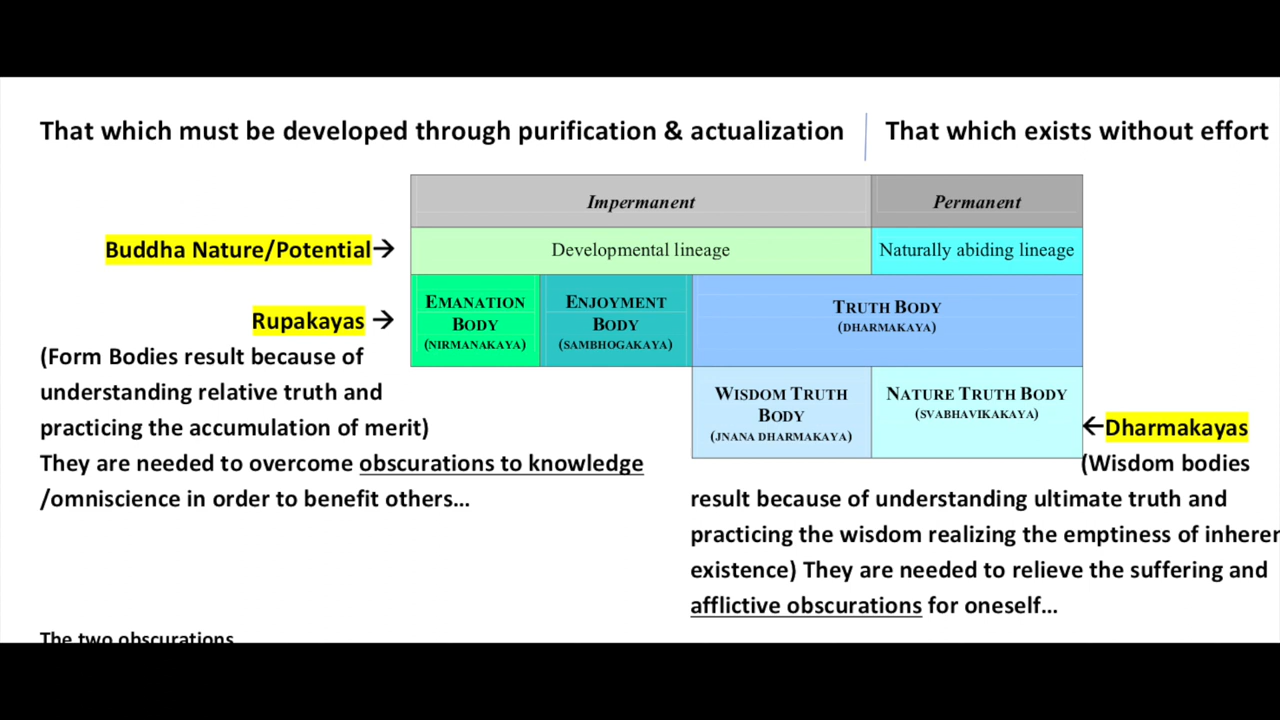 That which must be developed through purification & actualization
That which exists without effort
Impermanent
Permanent
Buddha Nature/Potential→
Developmental lineage
Naturally abiding lineage
Rupakayas →
EMANATION
BODY
(NIRMANAKAYA)
ENJOYMENT
BODY
(SAMBHOGAKAYA)
TRUTH BODY
(DHARMAKAYA)
(Form Bodies result because of
understanding relative truth and
practicing the accumulation of merit)
They are needed to overcome obscurations to knowledge
/omniscience in order to benefit others...
WISDOM TRUTH
BODY
(JNANA DHARMAKAYA)
NATURE TRUTH BODY
(SVABHAVIKAKAYA)
←Dharmakayas
(Wisdom bodies
result because of understanding ultimate truth and
practicing the wisdom realizing the emptiness of inheren
existence) They are needed to relieve the suffering and
afflictive obscurations for oneself...
The two obscurations